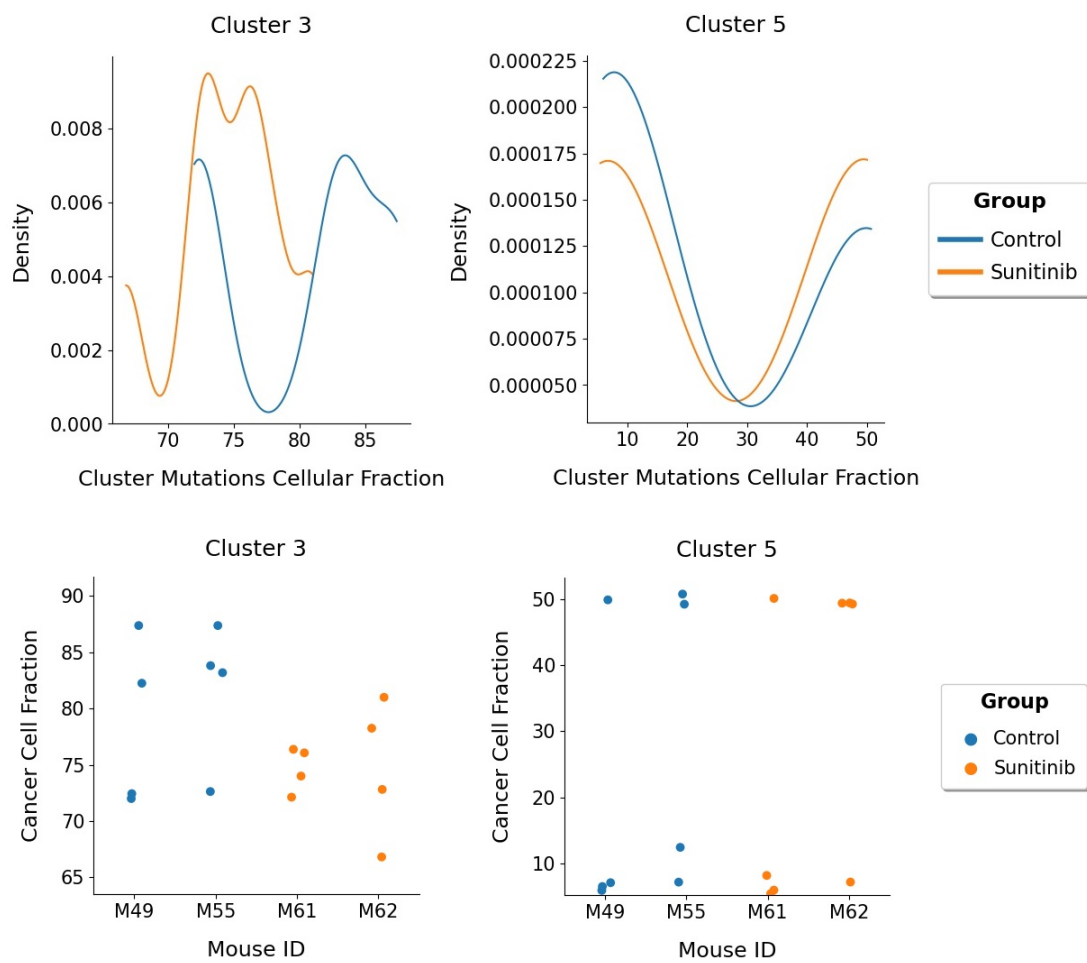 Cluster 3
Density
0.008
0.006
0.004
0.002
0.000
70 75 80 85
Cluster Mutations Cellular Fraction
Cluster 5
Density
0.000225
0.000200
0.000175
0.000150
0.000125
0.000100
0.000075
0.000050
10 20 30 40 50
Cluster Mutations Cellular Fraction
Group
Control
Sunitinib
Cluster 3
Cancer Cell Fraction
90
85
80
75
70
65
M49 M55 M61 M62
Mouse ID
Cluster 5
Cancer Cell Fraction
50
40
30
20
10
M49 M55 M61 M62
Mouse ID
Group
Control
Sunitinib